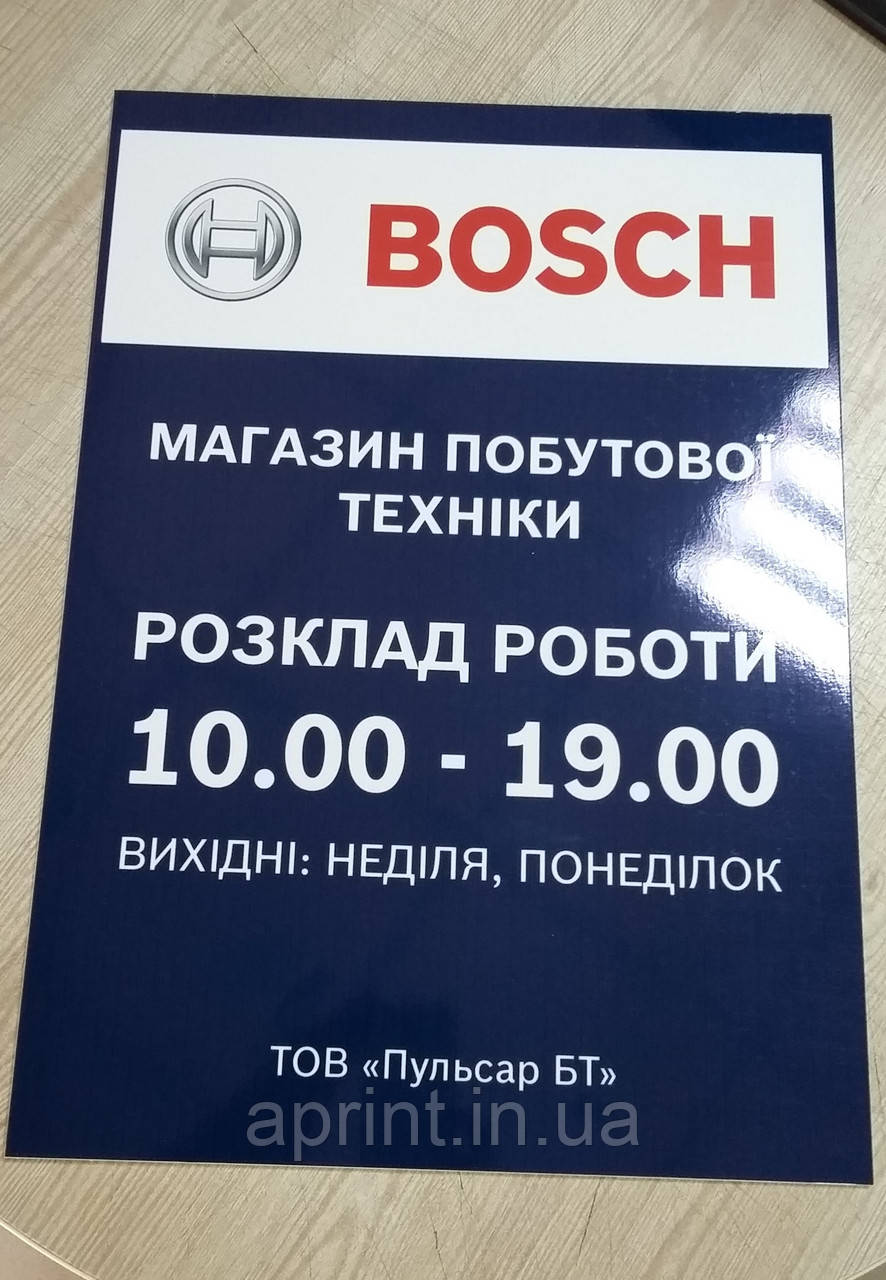 BOSCH
МАГАЗИН ПОБУТОВОЇ
ТЕХНІКИ
РОЗКЛАД РОБОТИ
10.00 - 19.00
ВИХІДНІ: НЕДІЛЯ, ПОНЕДІЛОК
ТОВ «Пульсар БТ»
aprint.in.ua